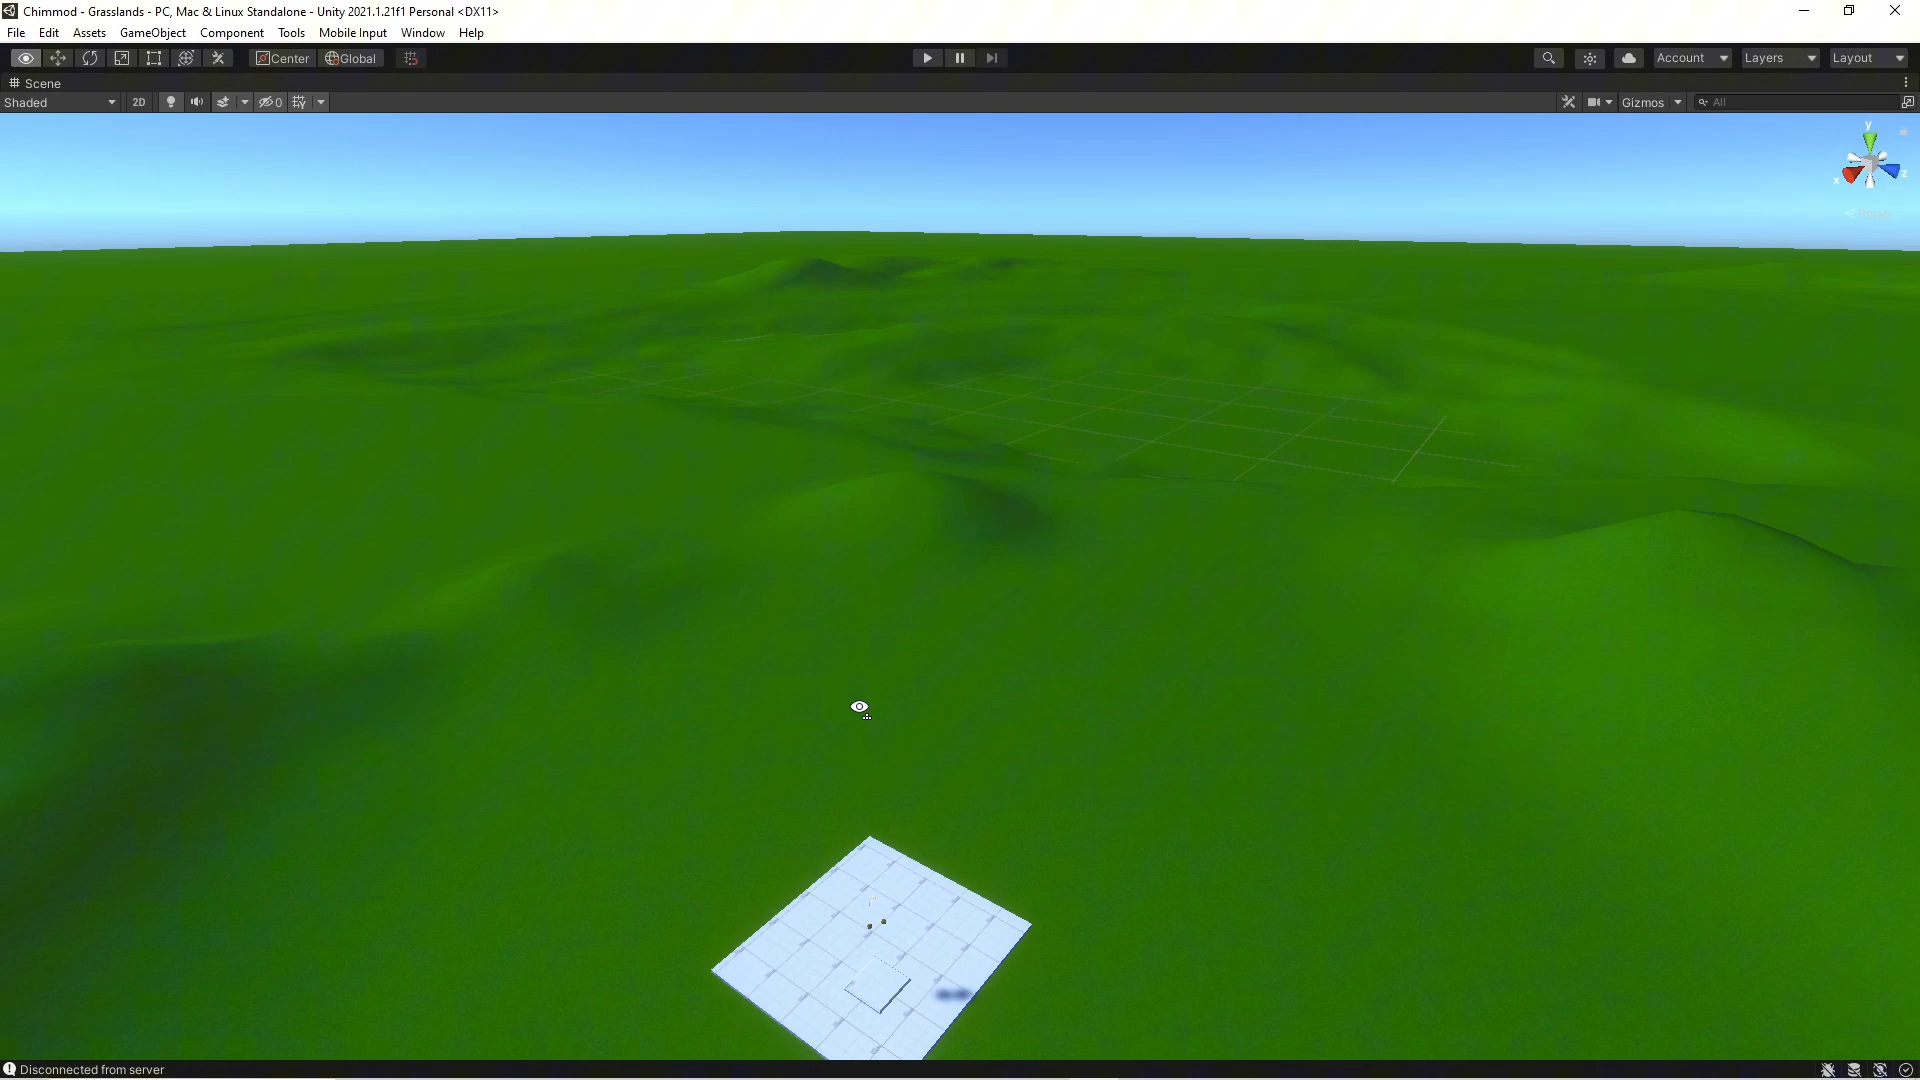 Chimmod - Grasslands - PC, Mac & Linux Standalone - Unity 2021.1.21f1 Personal <DX11>
File Edit Assets GameObject Component Tools Mobile Input Window Help
Center Global Account Layers Layout
Scene
Shaded 2D 0 Gizmos All
y
x z
Persp
Disconnected from server